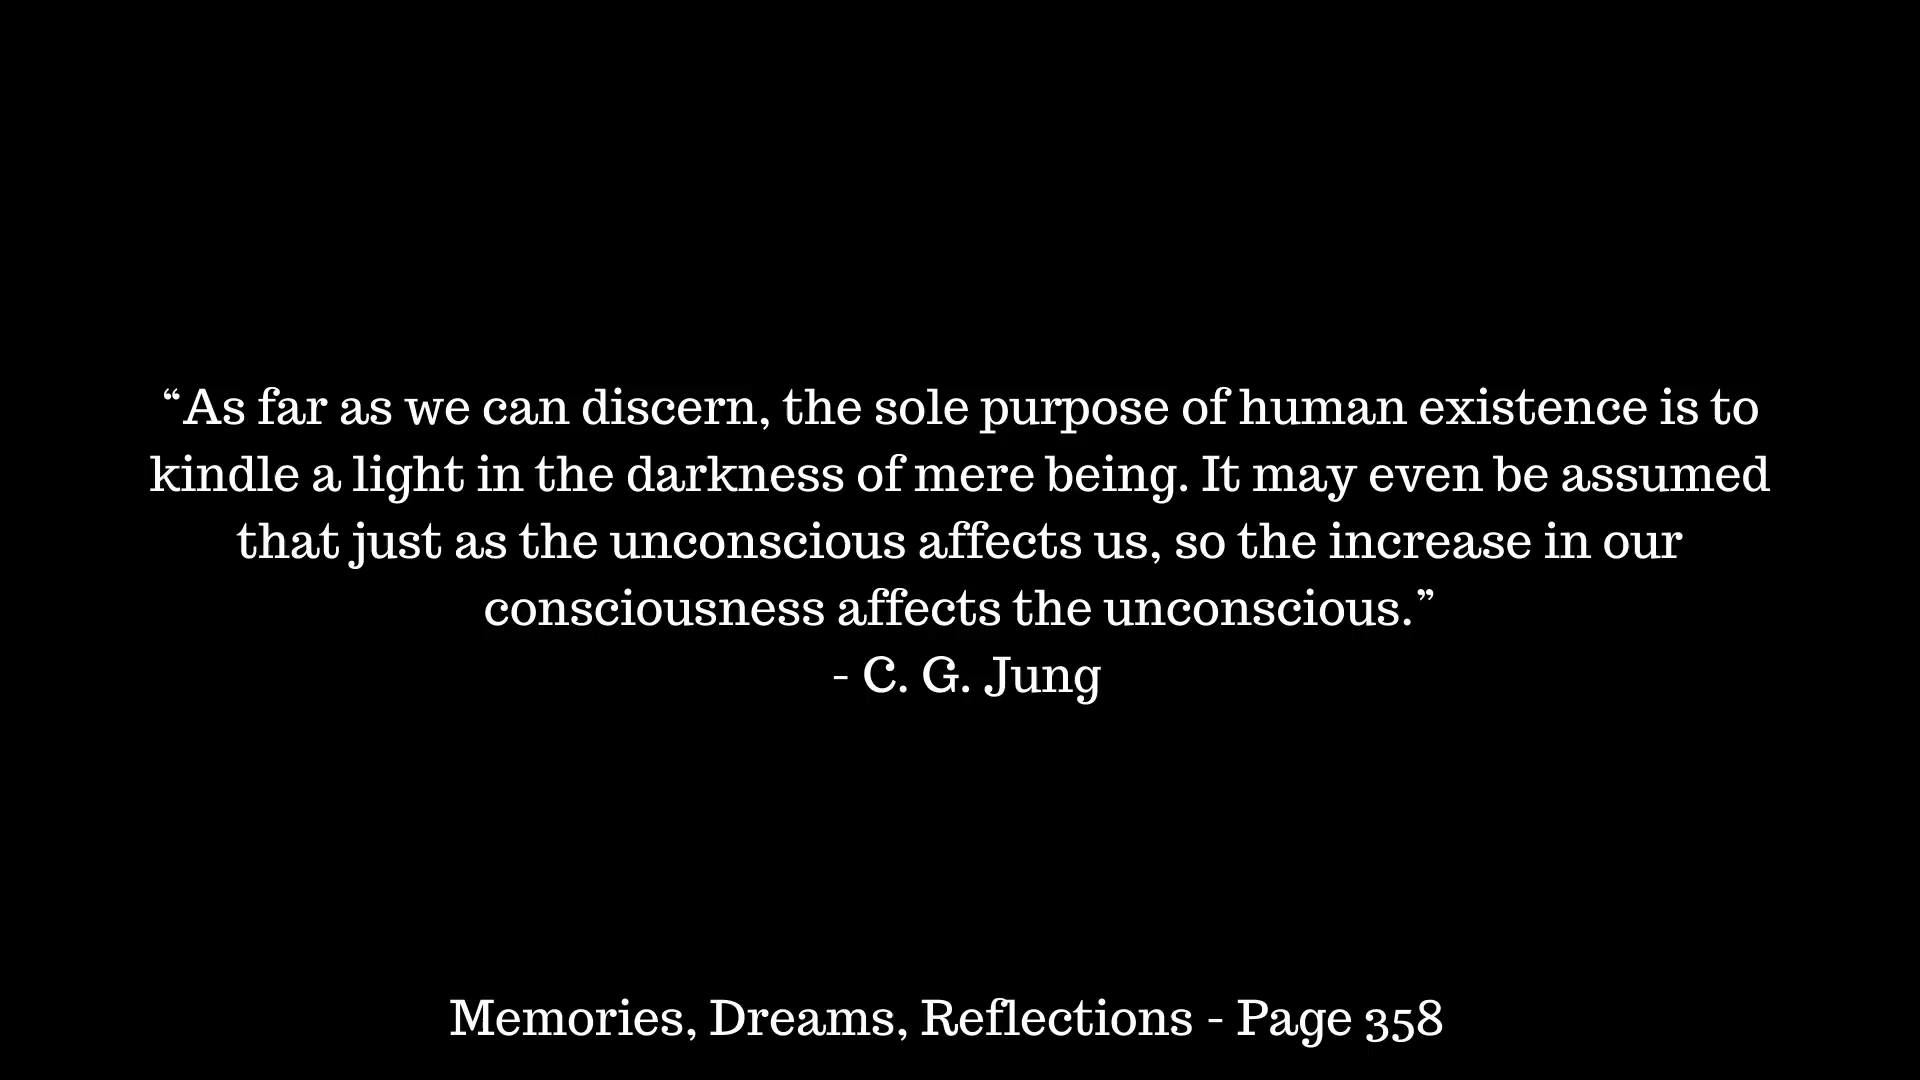 “As far as we can discern, the sole purpose of human existence is to
kindle a light in the darkness of mere being. It may even be assumed
that just as the unconscious affects us, so the increase in our
consciousness affects the unconscious.”
- C. G. Jung
Memories, Dreams, Reflections - Page 358